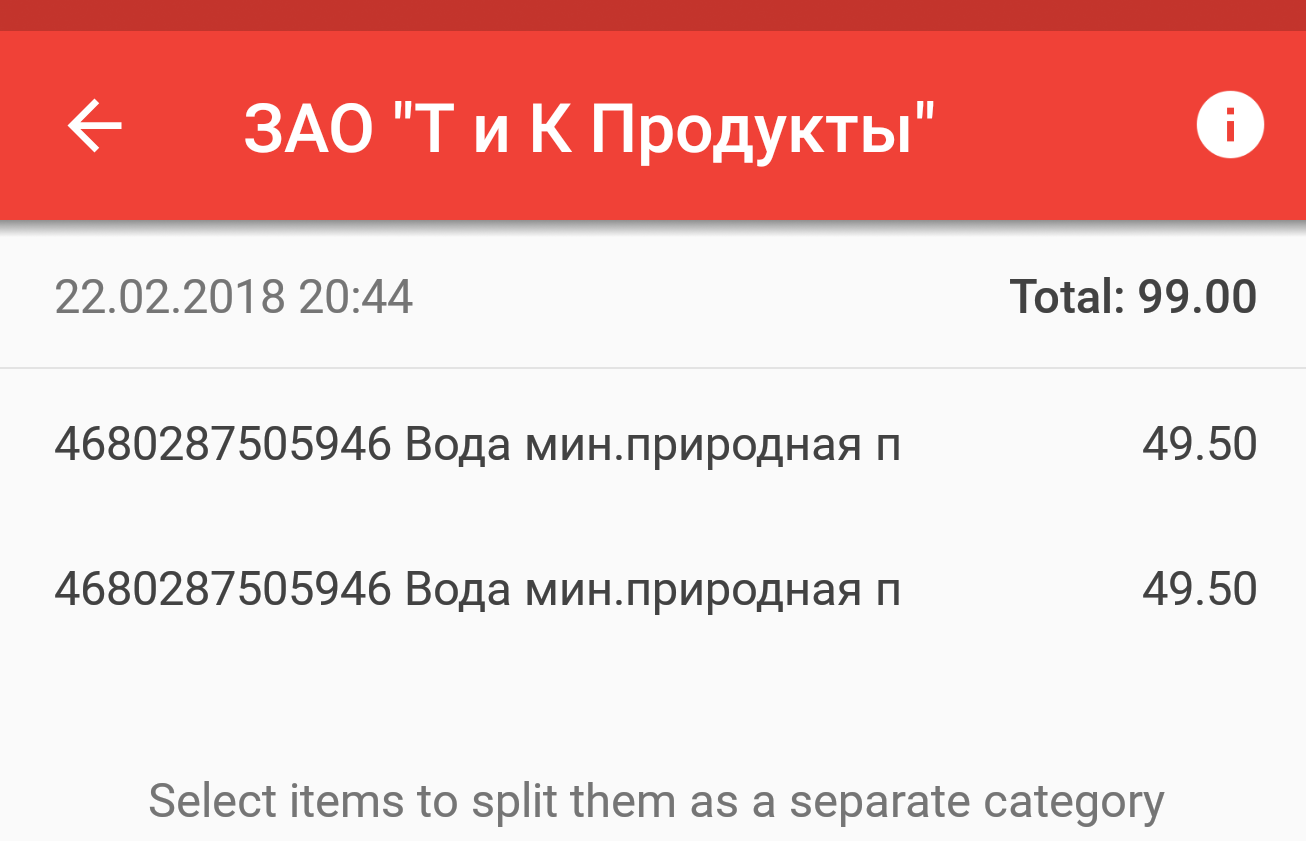 ЗАО "Т и К Продукты"
22.02.2018 20:44 Total: 99.00
4680287505946 Вода мин.природная п 49.50
4680287505946 Вода мин.природная п 49.50
Select items to split them as a separate category